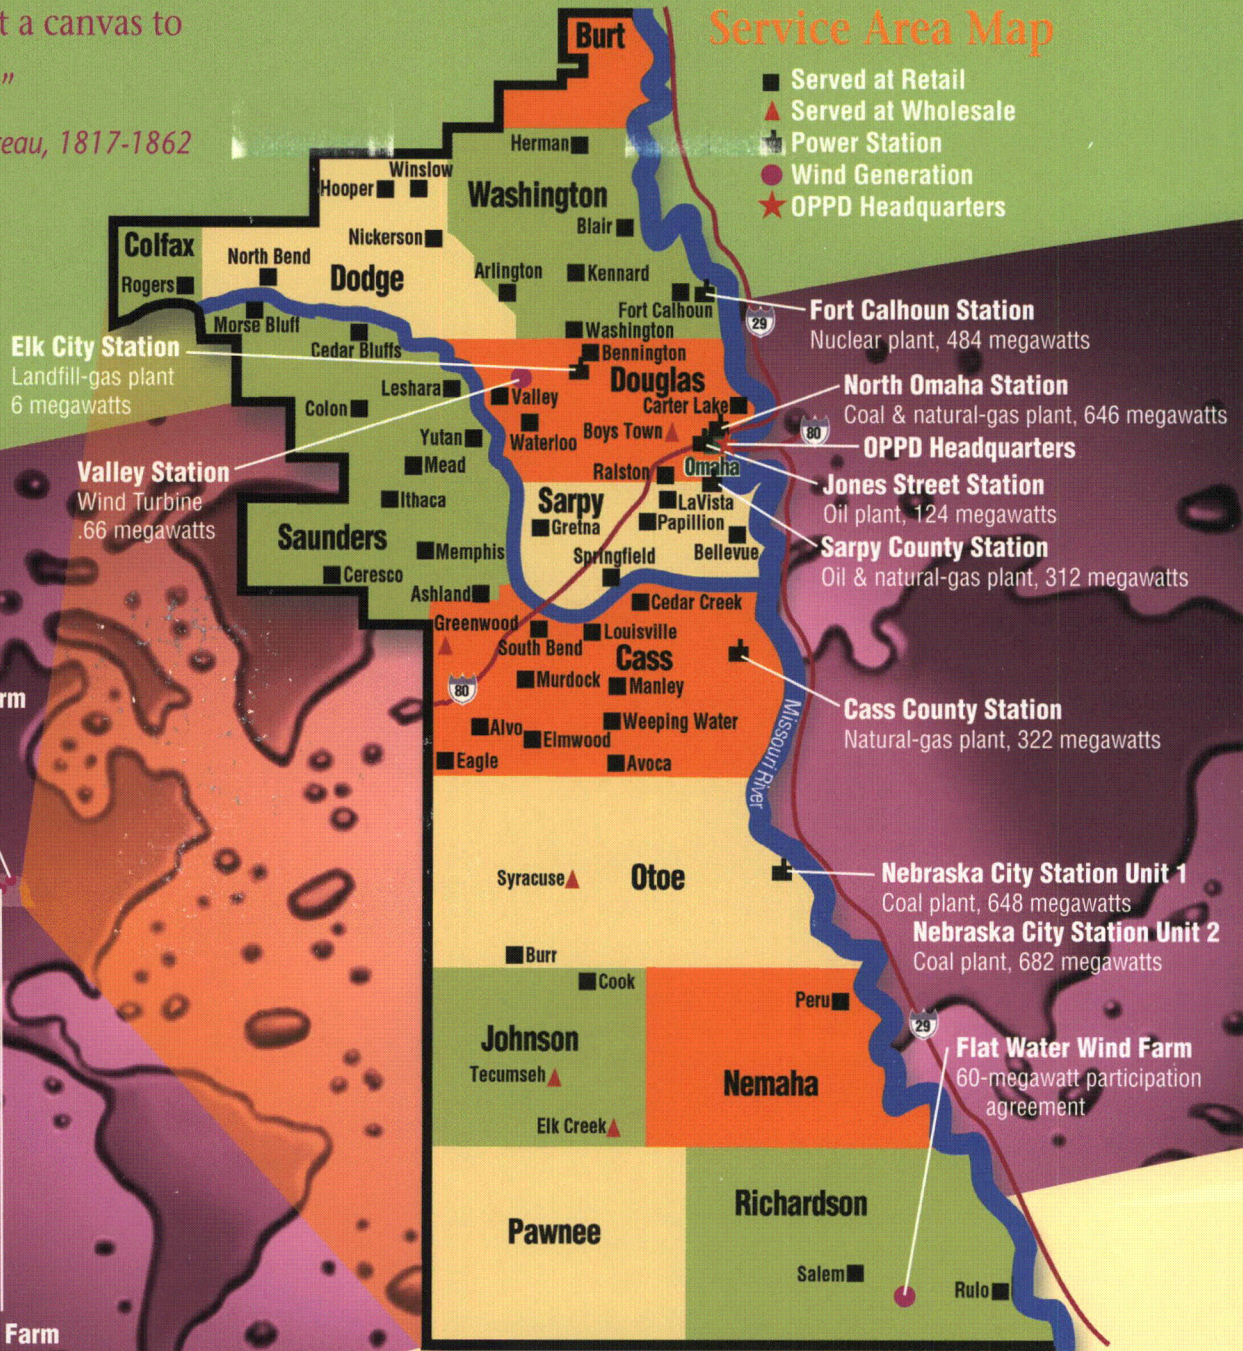 t a canvas to
”
eau, 1817-1862
Service Area Map
Served at Retail
Served at Wholesale
Power Station
Wind Generation
OPPD Headquarters
Burt
Herman
Washington
Winslow
Hooper
Blair
Nickerson
Colfax
North Bend
Dodge
Arlington
Kennard
Rogers
Fort Calhoun
Morse Bluff
Washington
Cedar Bluffs
Bennington
Fort Calhoun Station
Nuclear plant, 484 megawatts
29
Elk City Station
Landfill-gas plant
6 megawatts
Douglas
Leshara
Valley
Carter Lake
Colon
Waterloo
Boys Town
Yutan
North Omaha Station
Coal & natural-gas plant, 646 megawatts
80
OPPD Headquarters
Valley Station
Wind Turbine
.66 megawatts
Mead
Ralston
Omaha
Jones Street Station
Oil plant, 124 megawatts
Ithaca
Sarpy
LaVista
Gretna
Papillion
Saunders
Springfield
Bellevue
Sarpy County Station
Oil & natural-gas plant, 312 megawatts
Memphis
Ceresco
Ashland
Cedar Creek
Greenwood
South Bend
Louisville
Cass
80
Murdock
Manley
rm
Cass County Station
Natural-gas plant, 322 megawatts
Missouri River
Alvo
Weeping Water
Elmwood
Eagle
Avoca
Syracuse
Otoe
Nebraska City Station Unit 1
Coal plant, 648 megawatts
Nebraska City Station Unit 2
Coal plant, 682 megawatts
Burr
Cook
Peru
Johnson
29
Tecumseh
Nemaha
Elk Creek
Flat Water Wind Farm
60-megawatt participation
agreement
Pawnee
Richardson
Salem
Rulo
Farm